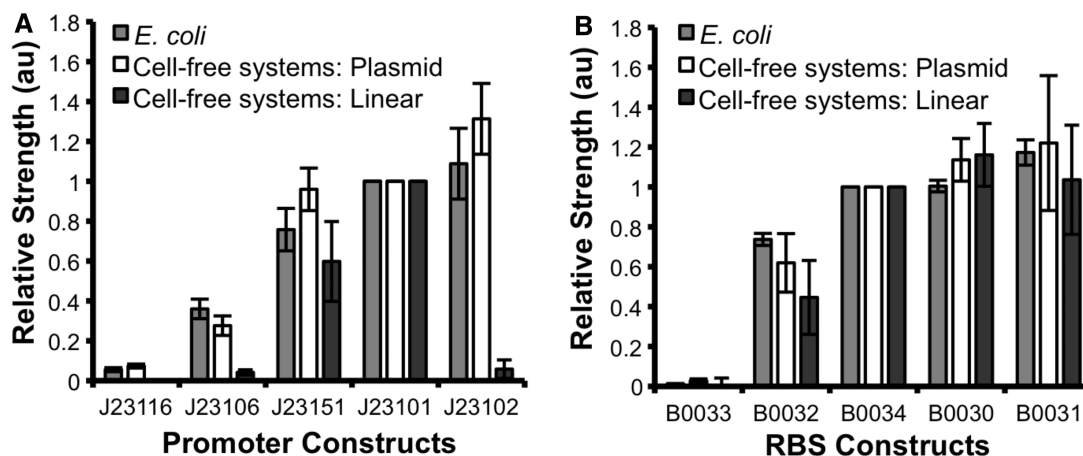 A
Relative Strength (au)
1.8
1.6
1.4
1.2
1
0.8
0.6
0.4
0.2
0
E. coli
Cell-free systems: Plasmid
Cell-free systems: Linear
J23116 J23106 J23151 J23101 J23102
Promoter Constructs
B
Relative Strength (au)
1.8
1.6
1.4
1.2
1
0.8
0.6
0.4
0.2
0
E. coli
Cell-free systems: Plasmid
Cell-free systems: Linear
B0033 B0032 B0034 B0030 B0031
RBS Constructs